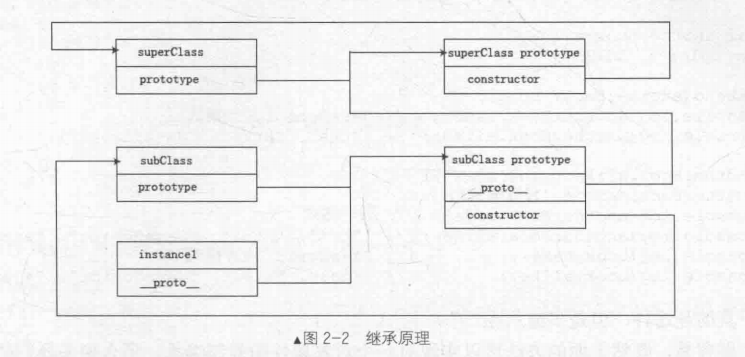 superClass
superClass prototype
prototype
constructor
subClass
subClass prototype
prototype
__proto__
constructor
instance1
__proto__
▲图2-2 继承原理